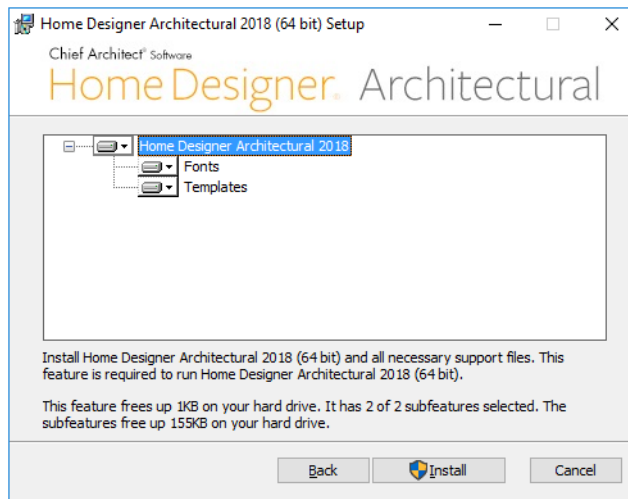 Home Designer Architectural 2018 (64 bit) Setup
Chief Architect® Software
Home Designer® Architectural
Home Designer Architectural 2018
Fonts
Templates
Install Home Designer Architectural 2018 (64 bit) and all necessary support files. This
feature is required to run Home Designer Architectural 2018 (64 bit).
This feature frees up 1KB on your hard drive. It has 2 of 2 subfeatures selected. The
subfeatures free up 155KB on your hard drive.
Back Install Cancel